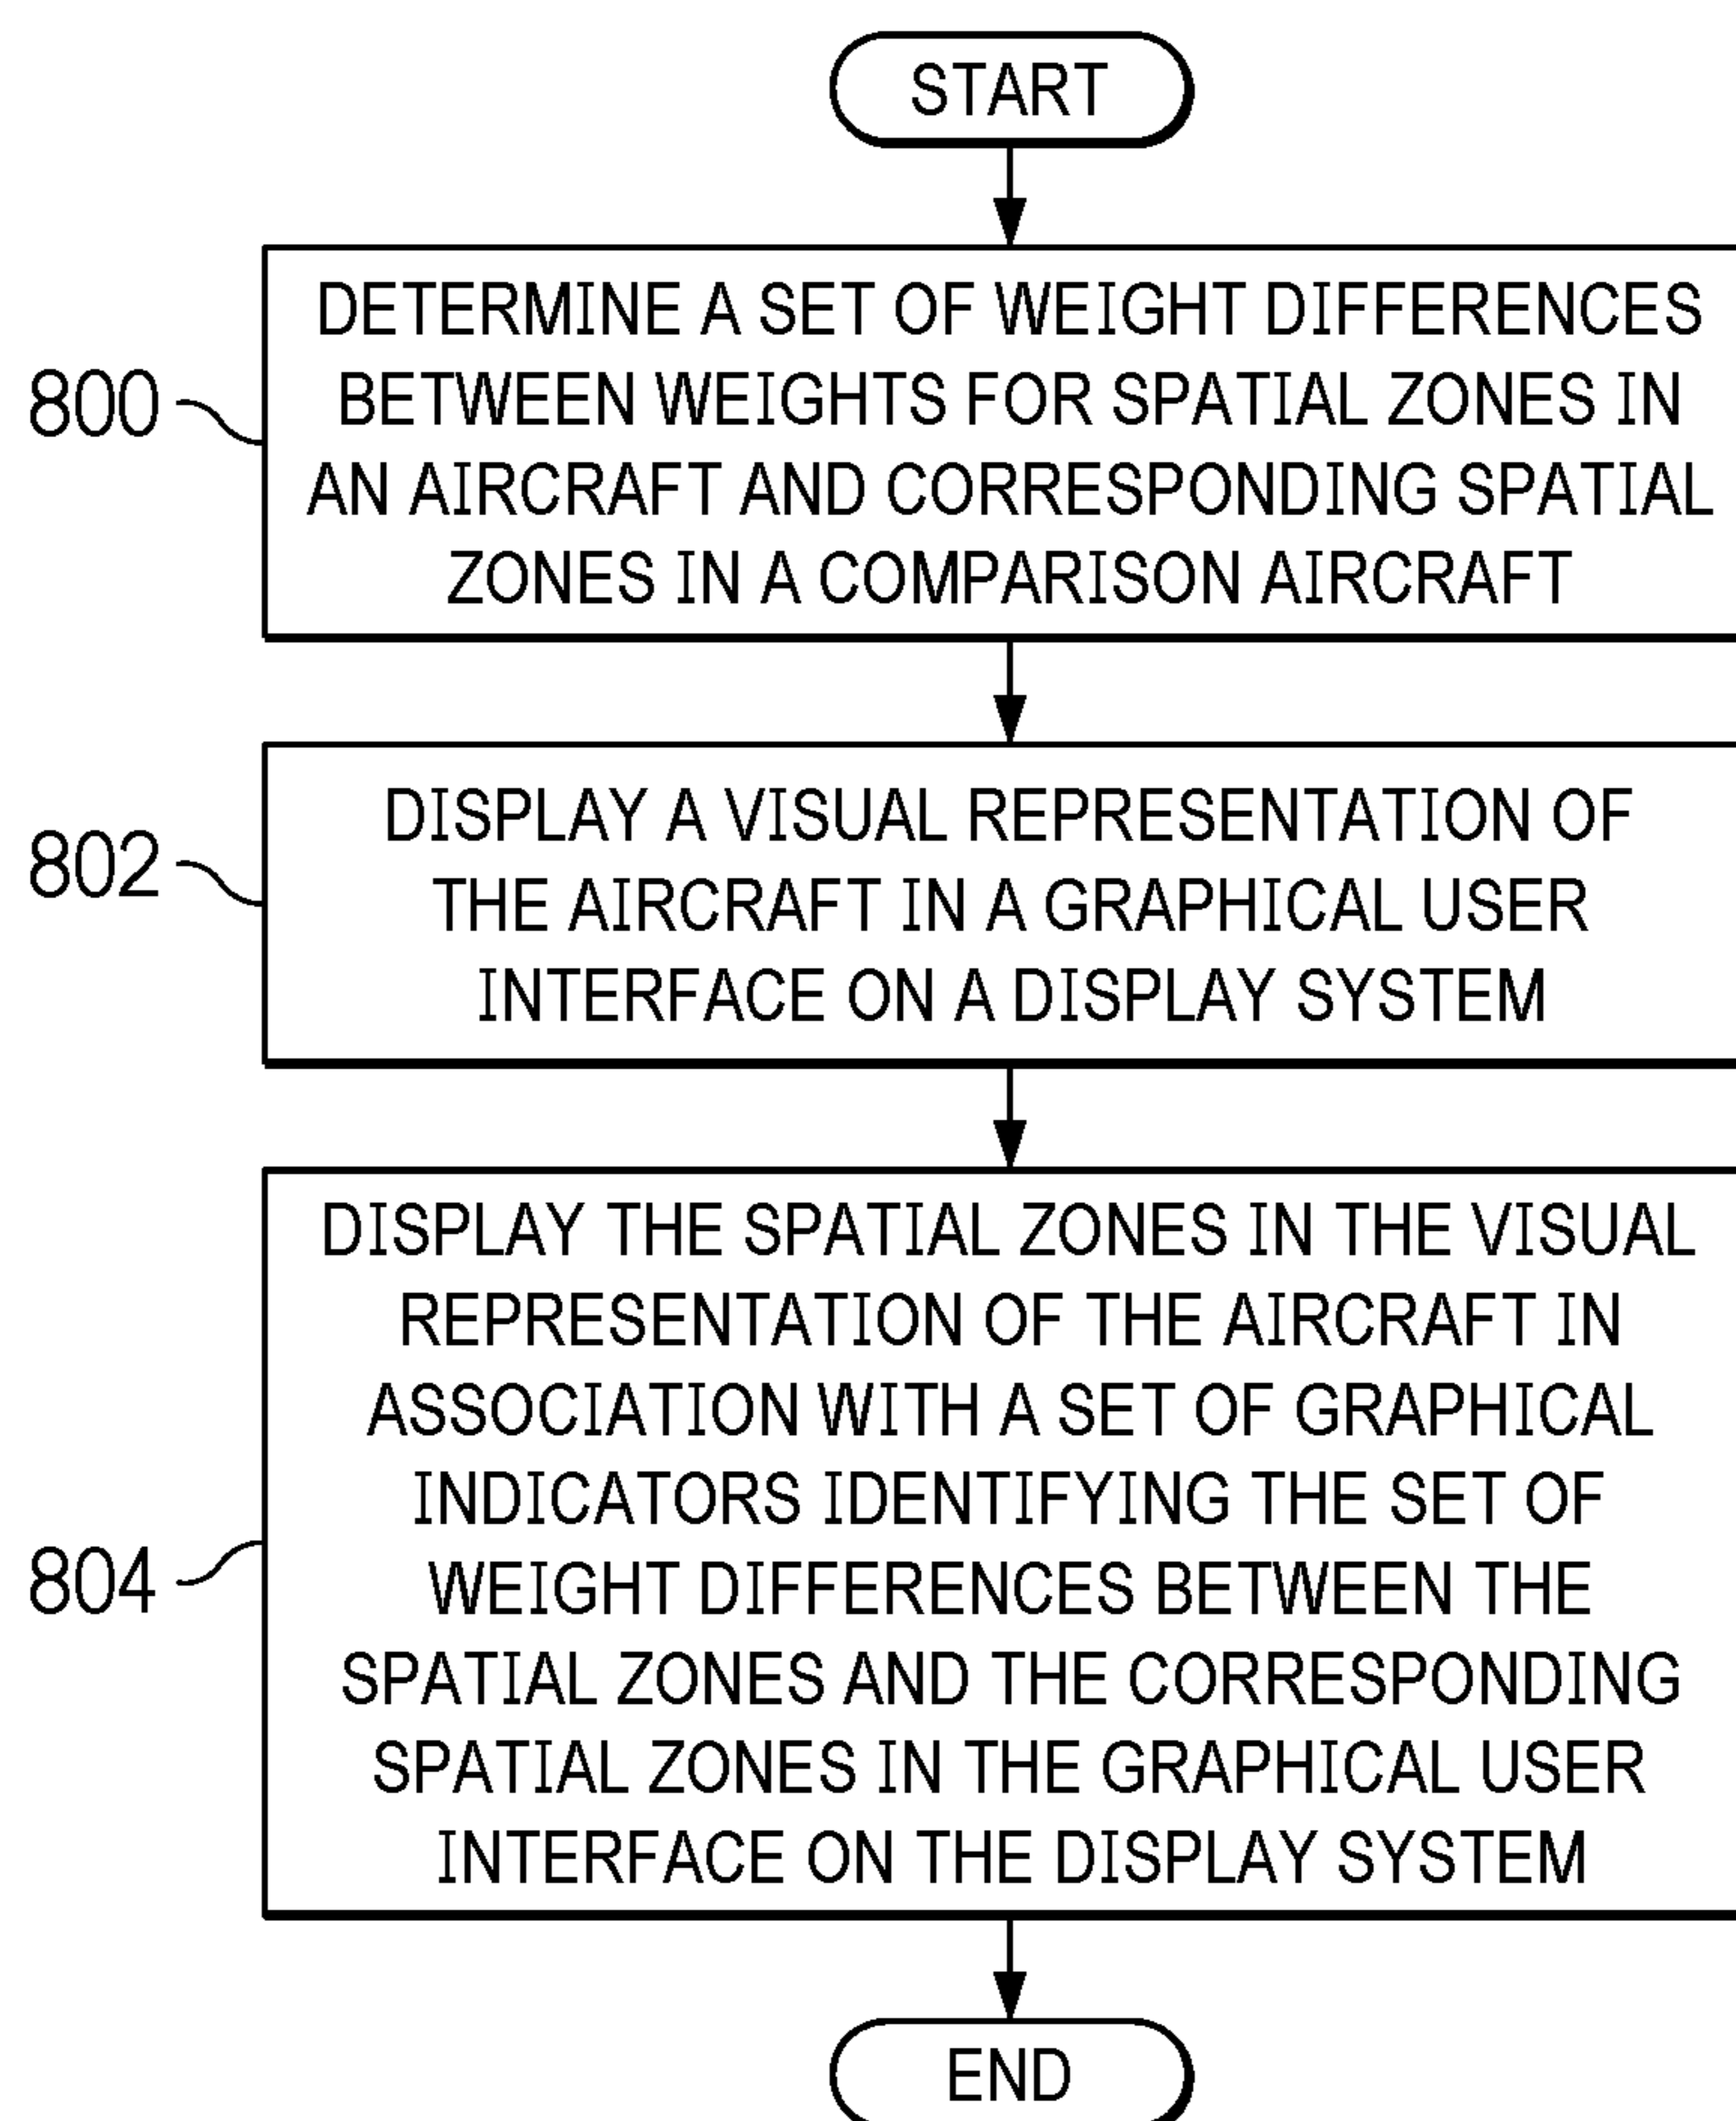 START
800
DETERMINE A SET OF WEIGHT DIFFERENCES
BETWEEN WEIGHTS FOR SPATIAL ZONES IN
AN AIRCRAFT AND CORRESPONDING SPATIAL
ZONES IN A COMPARISON AIRCRAFT
802
DISPLAY A VISUAL REPRESENTATION OF
THE AIRCRAFT IN A GRAPHICAL USER
INTERFACE ON A DISPLAY SYSTEM
804
DISPLAY THE SPATIAL ZONES IN THE VISUAL
REPRESENTATION OF THE AIRCRAFT IN
ASSOCIATION WITH A SET OF GRAPHICAL
INDICATORS IDENTIFYING THE SET OF
WEIGHT DIFFERENCES BETWEEN THE
SPATIAL ZONES AND THE CORRESPONDING
SPATIAL ZONES IN THE GRAPHICAL USER
INTERFACE ON THE DISPLAY SYSTEM
END